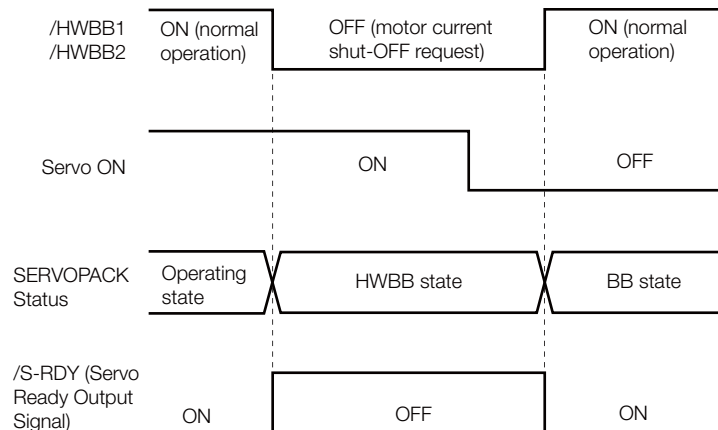 /HWBB1
/HWBB2
ON (normal
operation)
OFF (motor current
shut-OFF request)
ON (normal
operation)
Servo ON
ON
OFF
SERVOPACK
Status
Operating
state
HWBB state
BB state
/S-RDY (Servo
Ready Output
Signal)
ON
OFF
ON